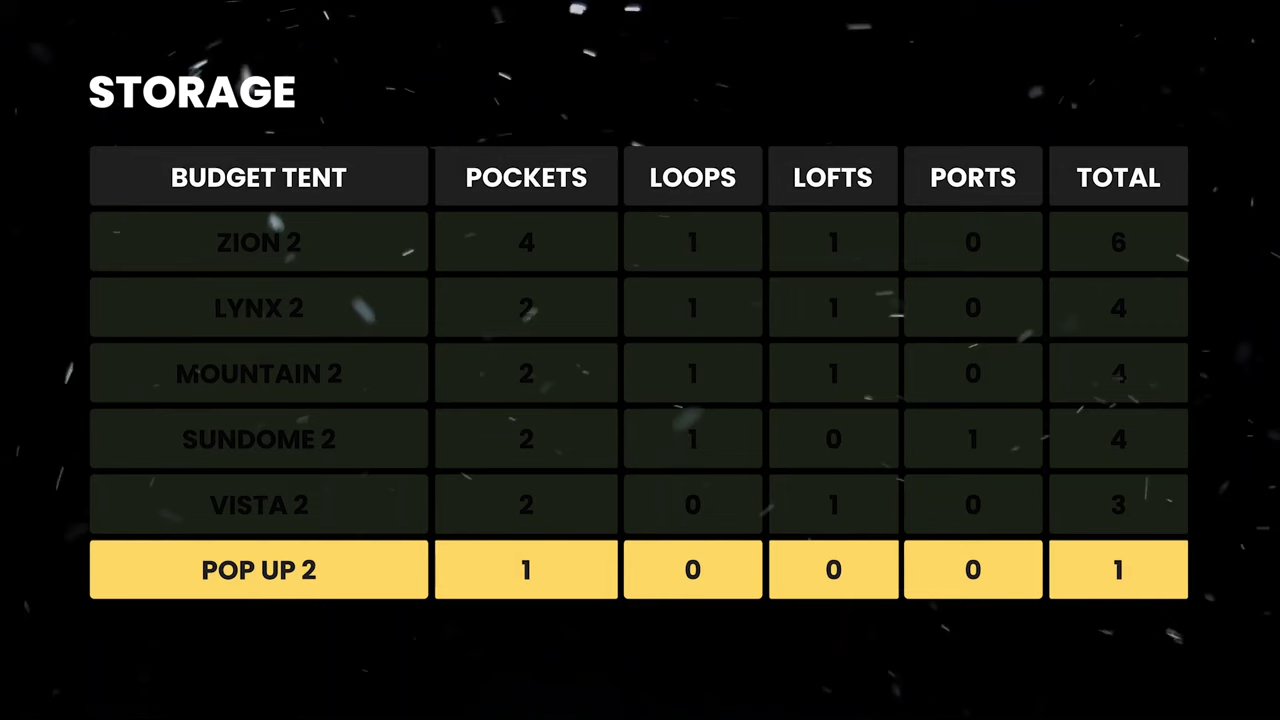 STORAGE
BUDGET TENT POCKETS LOOPS LOFTS PORTS TOTAL
ZION 2 4 1 1 0 6
LYNX 2 2 1 1 0 4
MOUNTAIN 2 2 1 1 0 4
SUNDOME 2 2 1 0 1 4
VISTA 2 2 0 1 0 3
POP UP 2 1 0 0 0 1